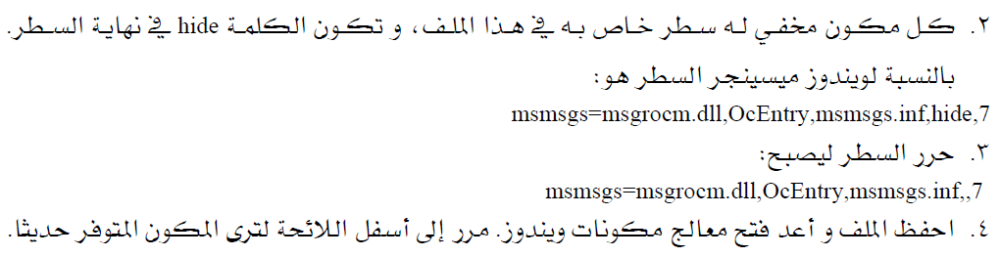 ٢. كل مكون مخفي له سطر خاص به في هذا الملف، و تكون الكلمة hide في نهاية السطر.
بالنسبة لويندوز ميسينجر السطر هو:
msmsgs=msgrocm.dll,OcEntry,msmsgs.inf,hide,7
٣. حرر السطر ليصبح:
msmsgs=msgrocm.dll,OcEntry,msmsgs.inf,,7
٤. احفظ الملف و أعد فتح معالج مكونات ويندوز. مرر إلى أسفل اللائحة لترى المكون المتوفر حديثا.